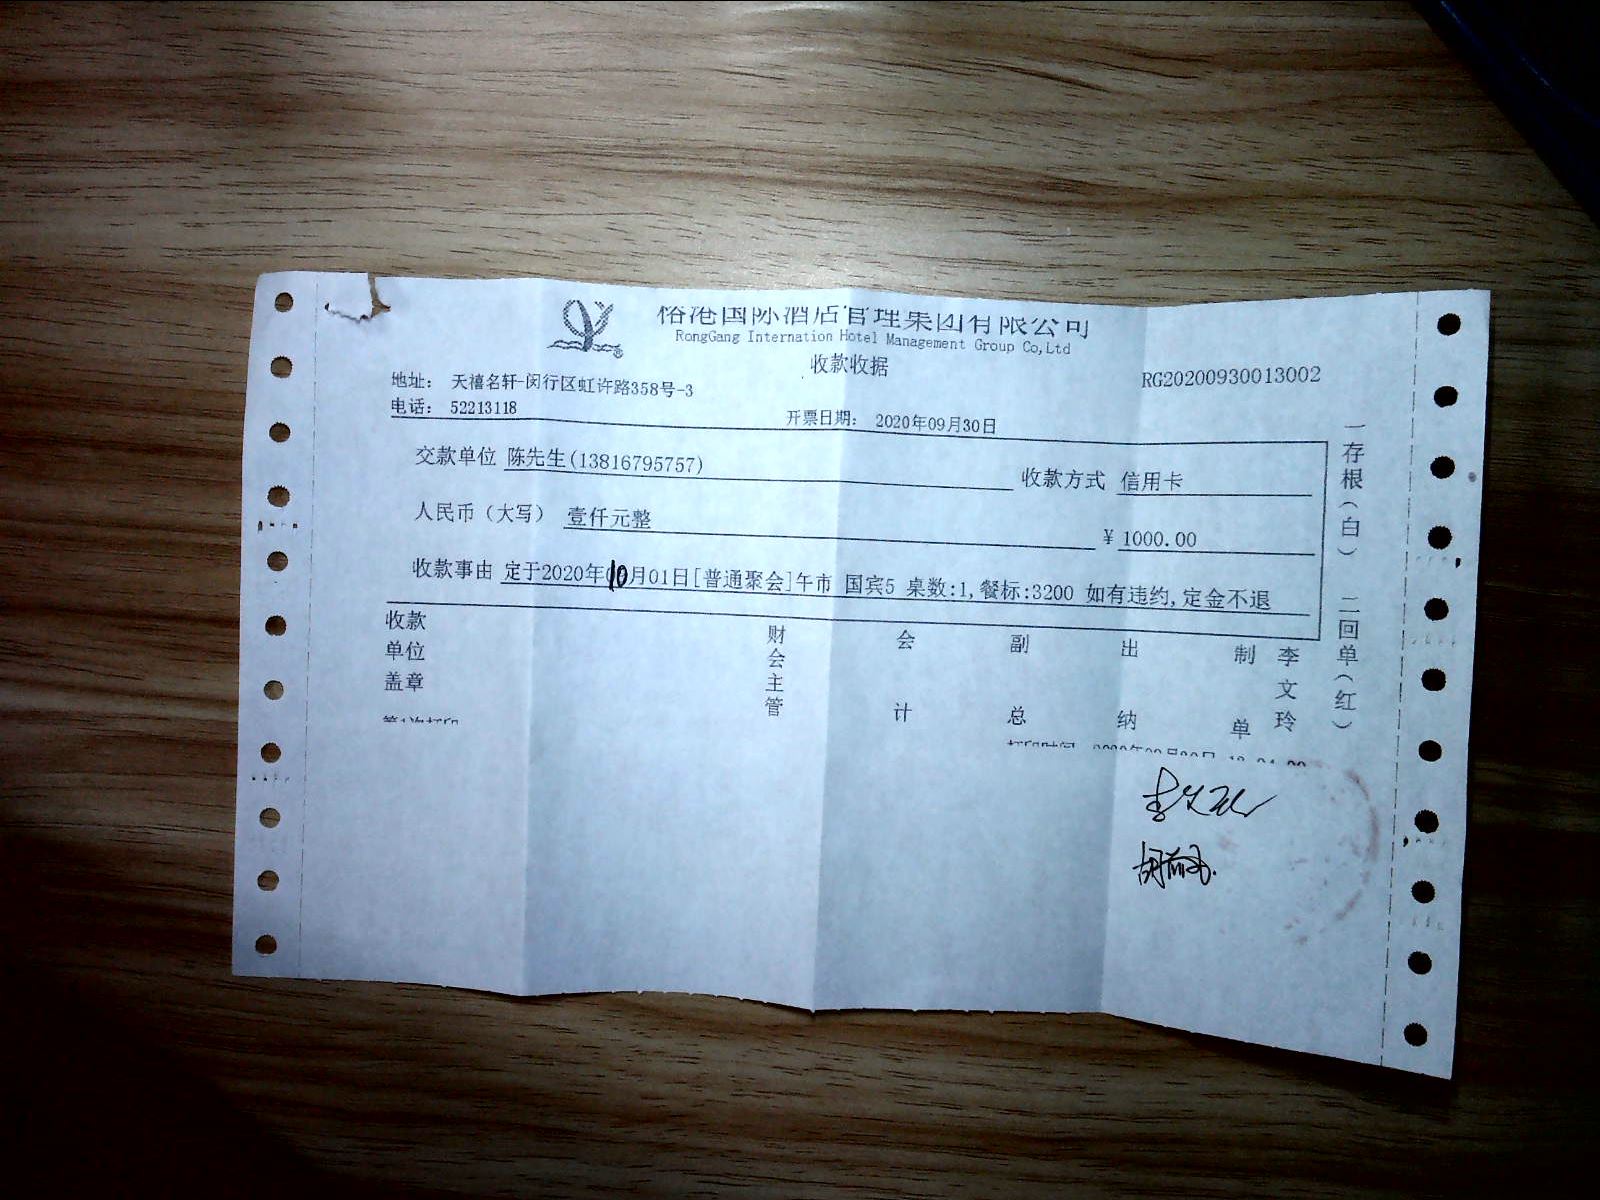 榕港国际酒店管理集团有限公司
RongGang Internation Hotel Management Group Co,Ltd
收款收据
RG20200930013002
地址： 天禧名轩-闵行区虹许路358号-3
电话： 52213118 开票日期： 2020年09月30日
交款单位 陈先生(13816795757) 收款方式 信用卡
人民币（大写） 壹仟元整 ¥ 1000.00
收款事由 定于2020年10月01日[普通聚会]午市 国宾5 桌数:1,餐标:3200 如有违约,定金不退
收款单位盖章 财会主管 会计 副总 出纳 制单 李文玲
一存根（白） 二回单（红）
第1次打印